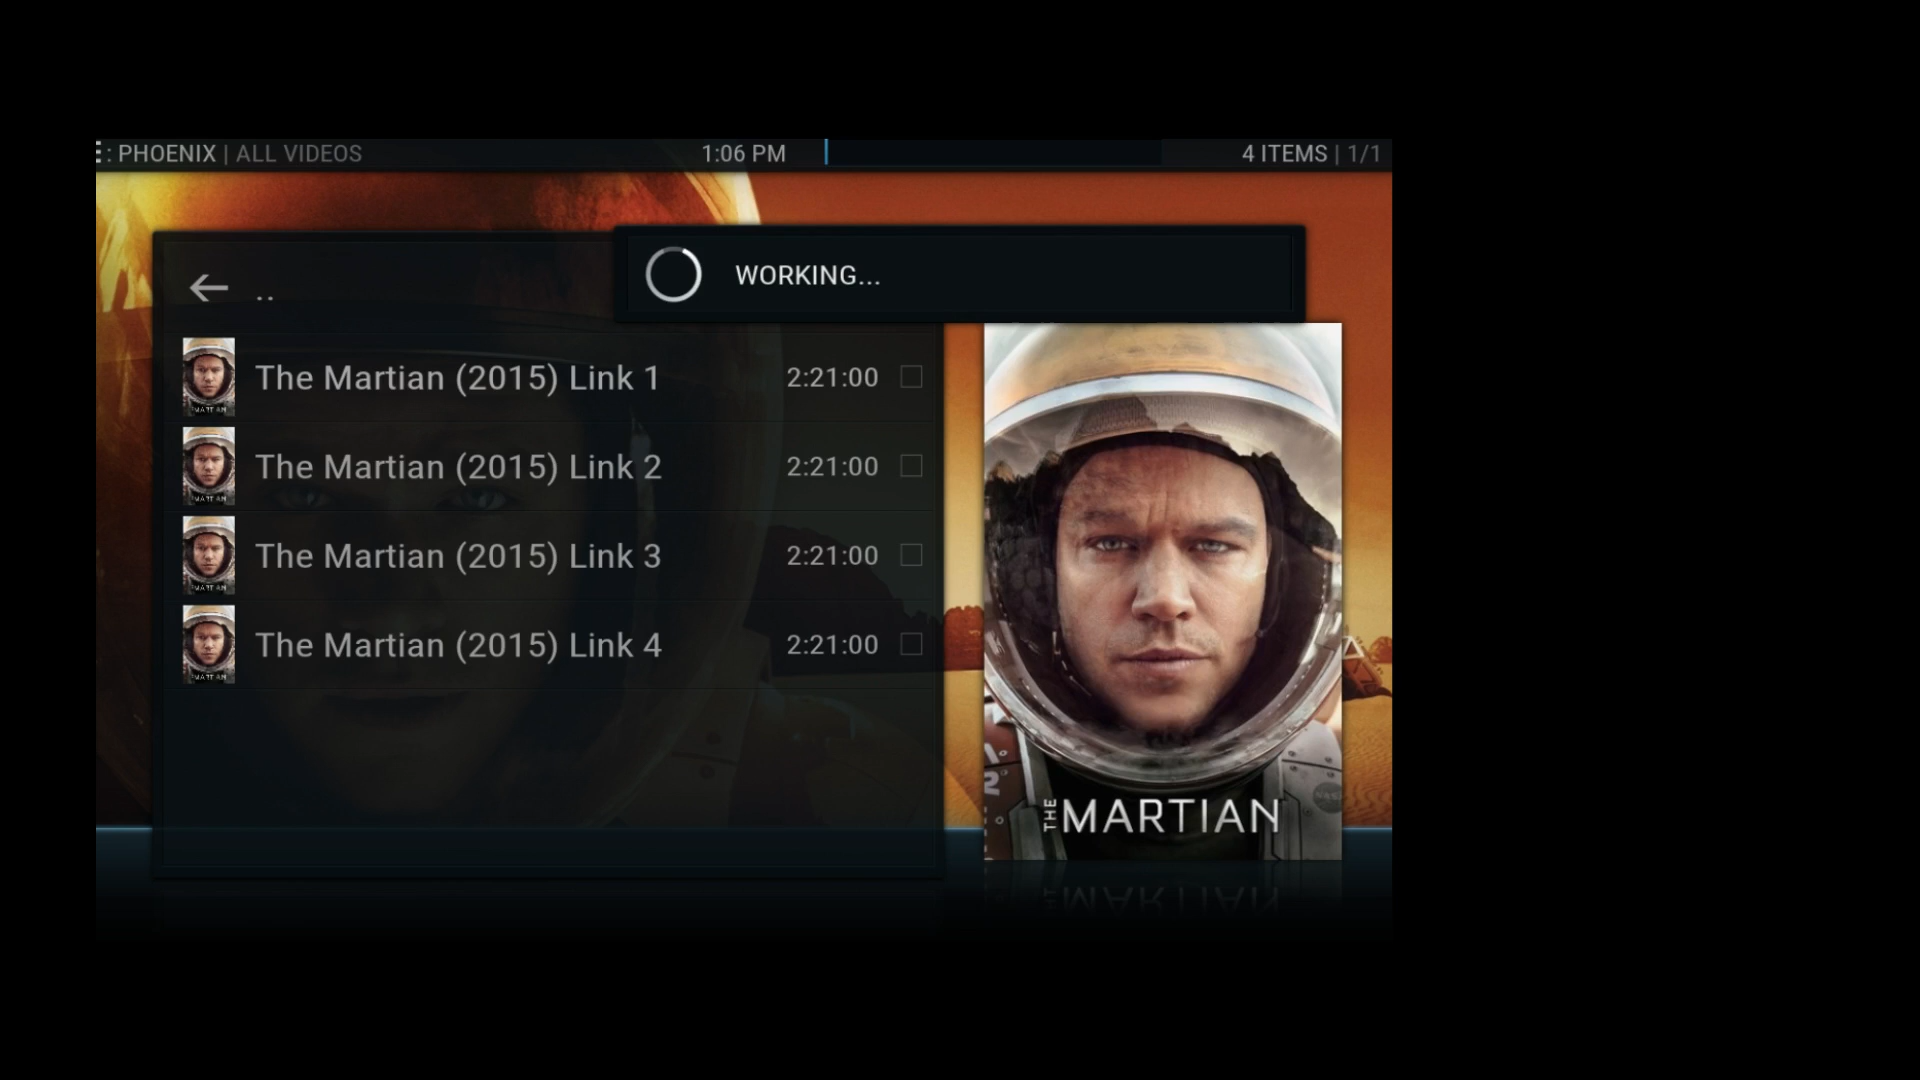 : PHOENIX | ALL VIDEOS
1:06 PM
4 ITEMS | 1/1
WORKING...
..
The Martian (2015) Link 1 2:21:00
The Martian (2015) Link 2 2:21:00
The Martian (2015) Link 3 2:21:00
The Martian (2015) Link 4 2:21:00
THE MARTIAN